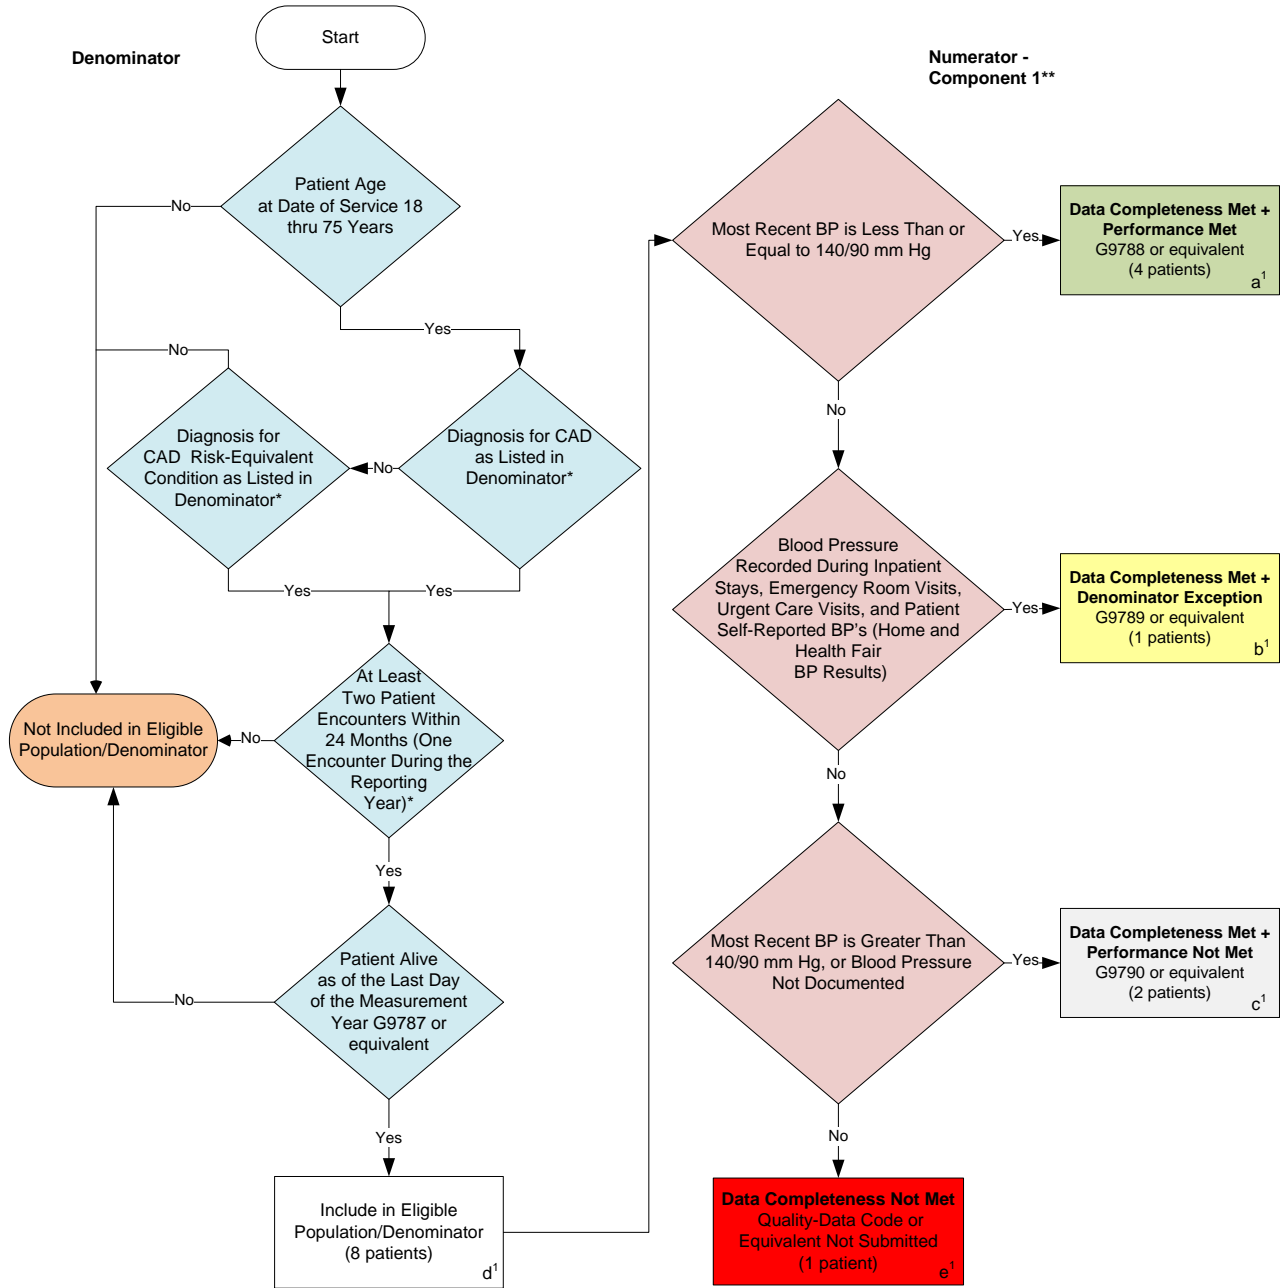 Denominator
Start
Patient Age
at Date of Service 18
thru 75 Years
No
Yes
No
Diagnosis for
CAD Risk-Equivalent
Condition as Listed in
Denominator*
No
Diagnosis for CAD
as Listed in
Denominator*
Yes
Yes
At Least
Two Patient
Encounters Within
24 Months (One
Encounter During the
Reporting
Year)*
No
Not Included in Eligible
Population/Denominator
Yes
Patient Alive
as of the Last Day
of the Measurement
Year G9787 or
equivalent
No
Yes
Include in Eligible
Population/Denominator
(8 patients)
d1
Numerator -
Component 1**
Most Recent BP is Less Than or
Equal to 140/90 mm Hg
Yes
Data Completeness Met +
Performance Met
G9788 or equivalent
(4 patients)
a1
No
Blood Pressure
Recorded During Inpatient
Stays, Emergency Room Visits,
Urgent Care Visits, and Patient
Self-Reported BP's (Home and
Health Fair
BP Results)
Yes
Data Completeness Met +
Denominator Exception
G9789 or equivalent
(1 patients)
b1
No
Most Recent BP is Greater Than
140/90 mm Hg, or Blood Pressure
Not Documented
Yes
Data Completeness Met +
Performance Not Met
G9790 or equivalent
(2 patients)
c1
No
Data Completeness Not Met
Quality-Data Code or
Equivalent Not Submitted
(1 patient)
e1